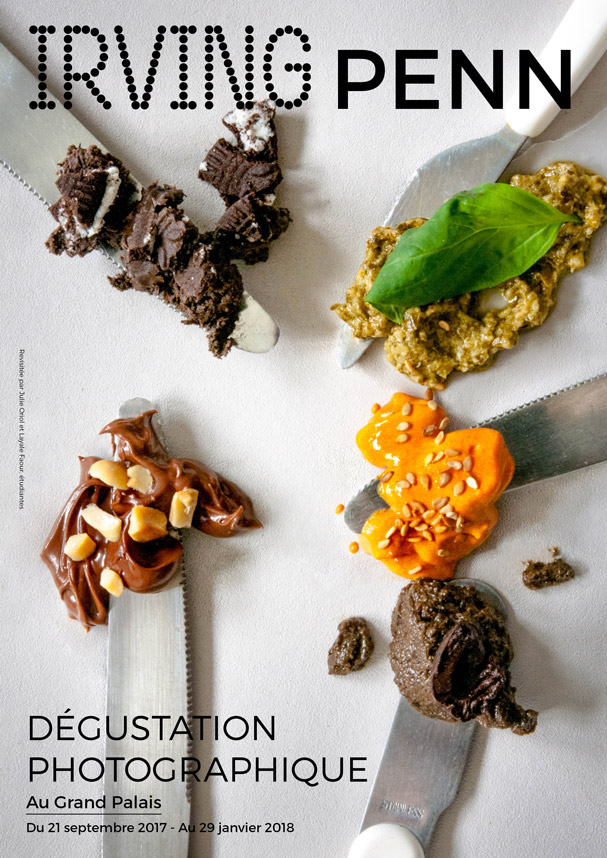 IRVING PENN
Revisitée par Julie Oriol et Layale Faour, étudiantes
DÉGUSTATION
PHOTOGRAPHIQUE
Au Grand Palais
Du 21 septembre 2017 - Au 29 janvier 2018
STAINLESS